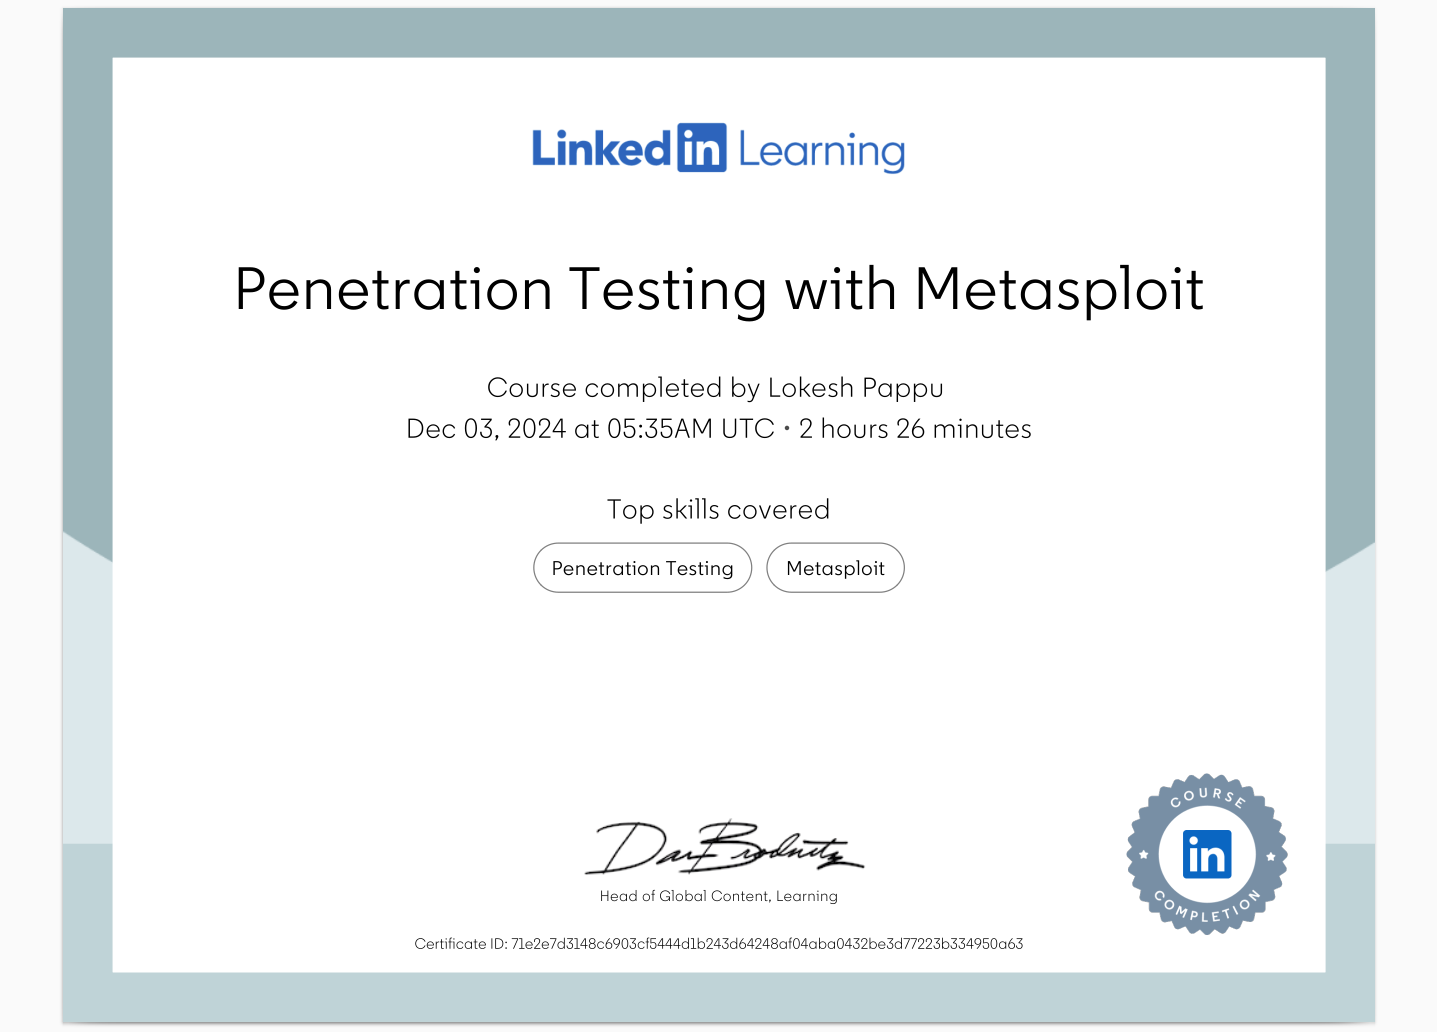 LinkedIn Learning
Penetration Testing with Metasploit
Course completed by Lokesh Pappu
Dec 03, 2024 at 05:35AM UTC • 2 hours 26 minutes
Top skills covered
Penetration Testing
Metasploit
Dan Brodnitz
Head of Global Content, Learning
Certificate ID: 71e2e7d3148c6903cf5444d1b243d64248af04aba0432be3d77223b334950a63
COURSE
in
COMPLETION